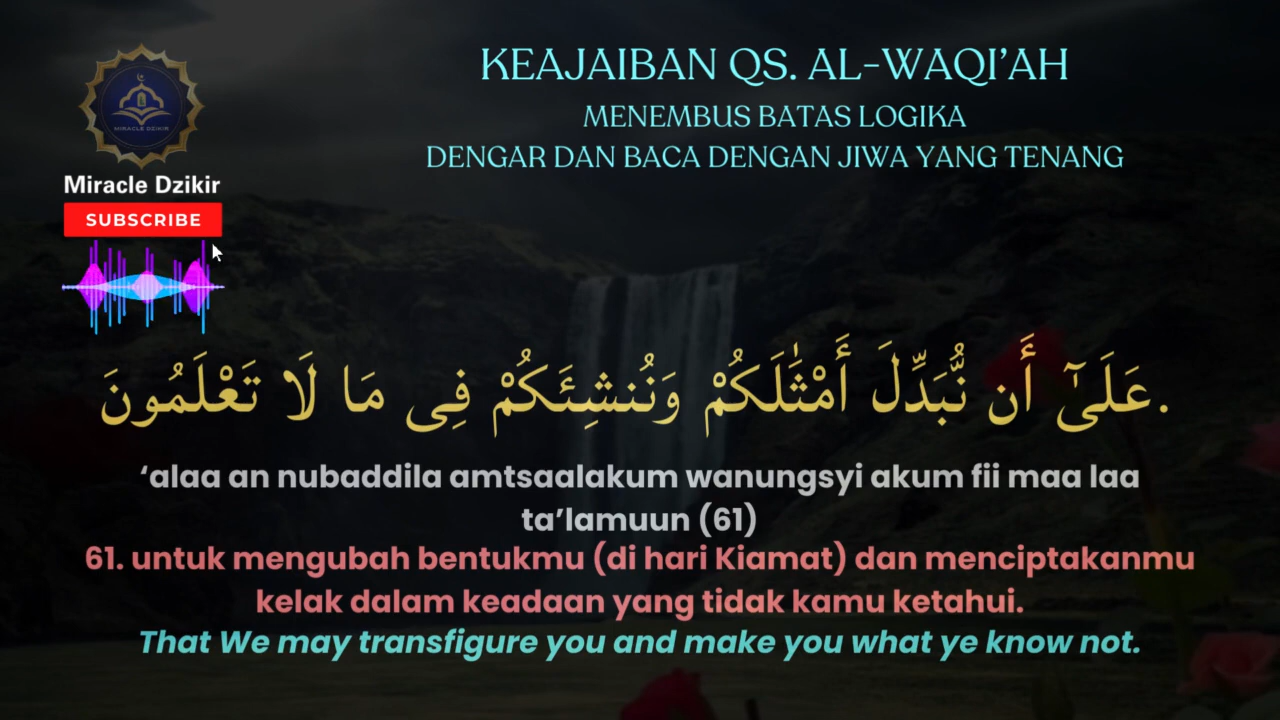 KEAJAIBAN QS. AL-WAQI’AH
MENEMBUS BATAS LOGIKA
DENGAR DAN BACA DENGAN JIWA YANG TENANG
MIRACLE DZIKIR
Miracle Dzikir
SUBSCRIBE
عَلَىٰٓ أَن نُّبَدِّلَ أَمْثَٰلَكُمْ وَنُنشِئَكُمْ فِى مَا لَا تَعْلَمُونَ.
‘alaa an nubaddila amtsaalakum wanungsyi akum fii maa laa
ta’lamuun (61)
61. untuk mengubah bentukmu (di hari Kiamat) dan menciptakanmu
kelak dalam keadaan yang tidak kamu ketahui.
That We may transfigure you and make you what ye know not.